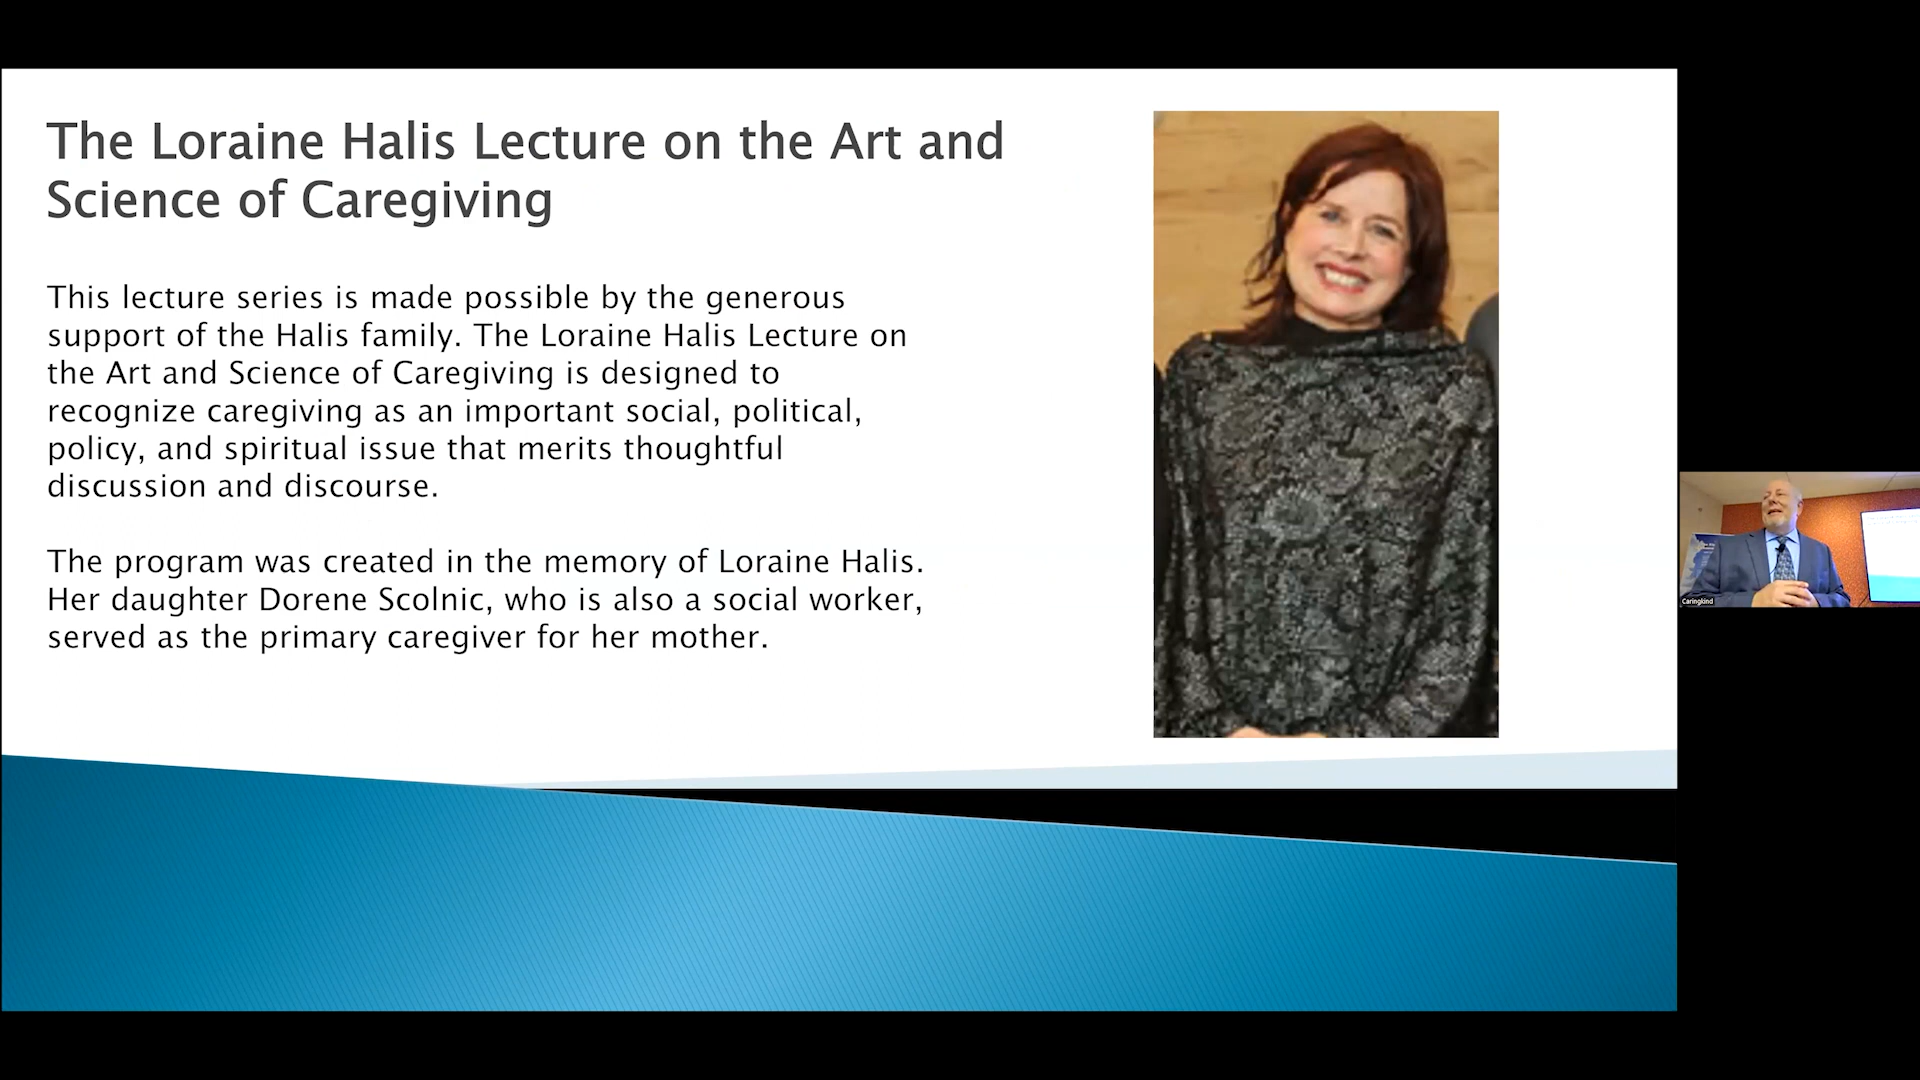 The Loraine Halis Lecture on the Art and
Science of Caregiving
This lecture series is made possible by the generous
support of the Halis family. The Loraine Halis Lecture on
the Art and Science of Caregiving is designed to
recognize caregiving as an important social, political,
policy, and spiritual issue that merits thoughtful
discussion and discourse.
The program was created in the memory of Loraine Halis.
Her daughter Dorene Scolnic, who is also a social worker,
served as the primary caregiver for her mother.
Caringkind